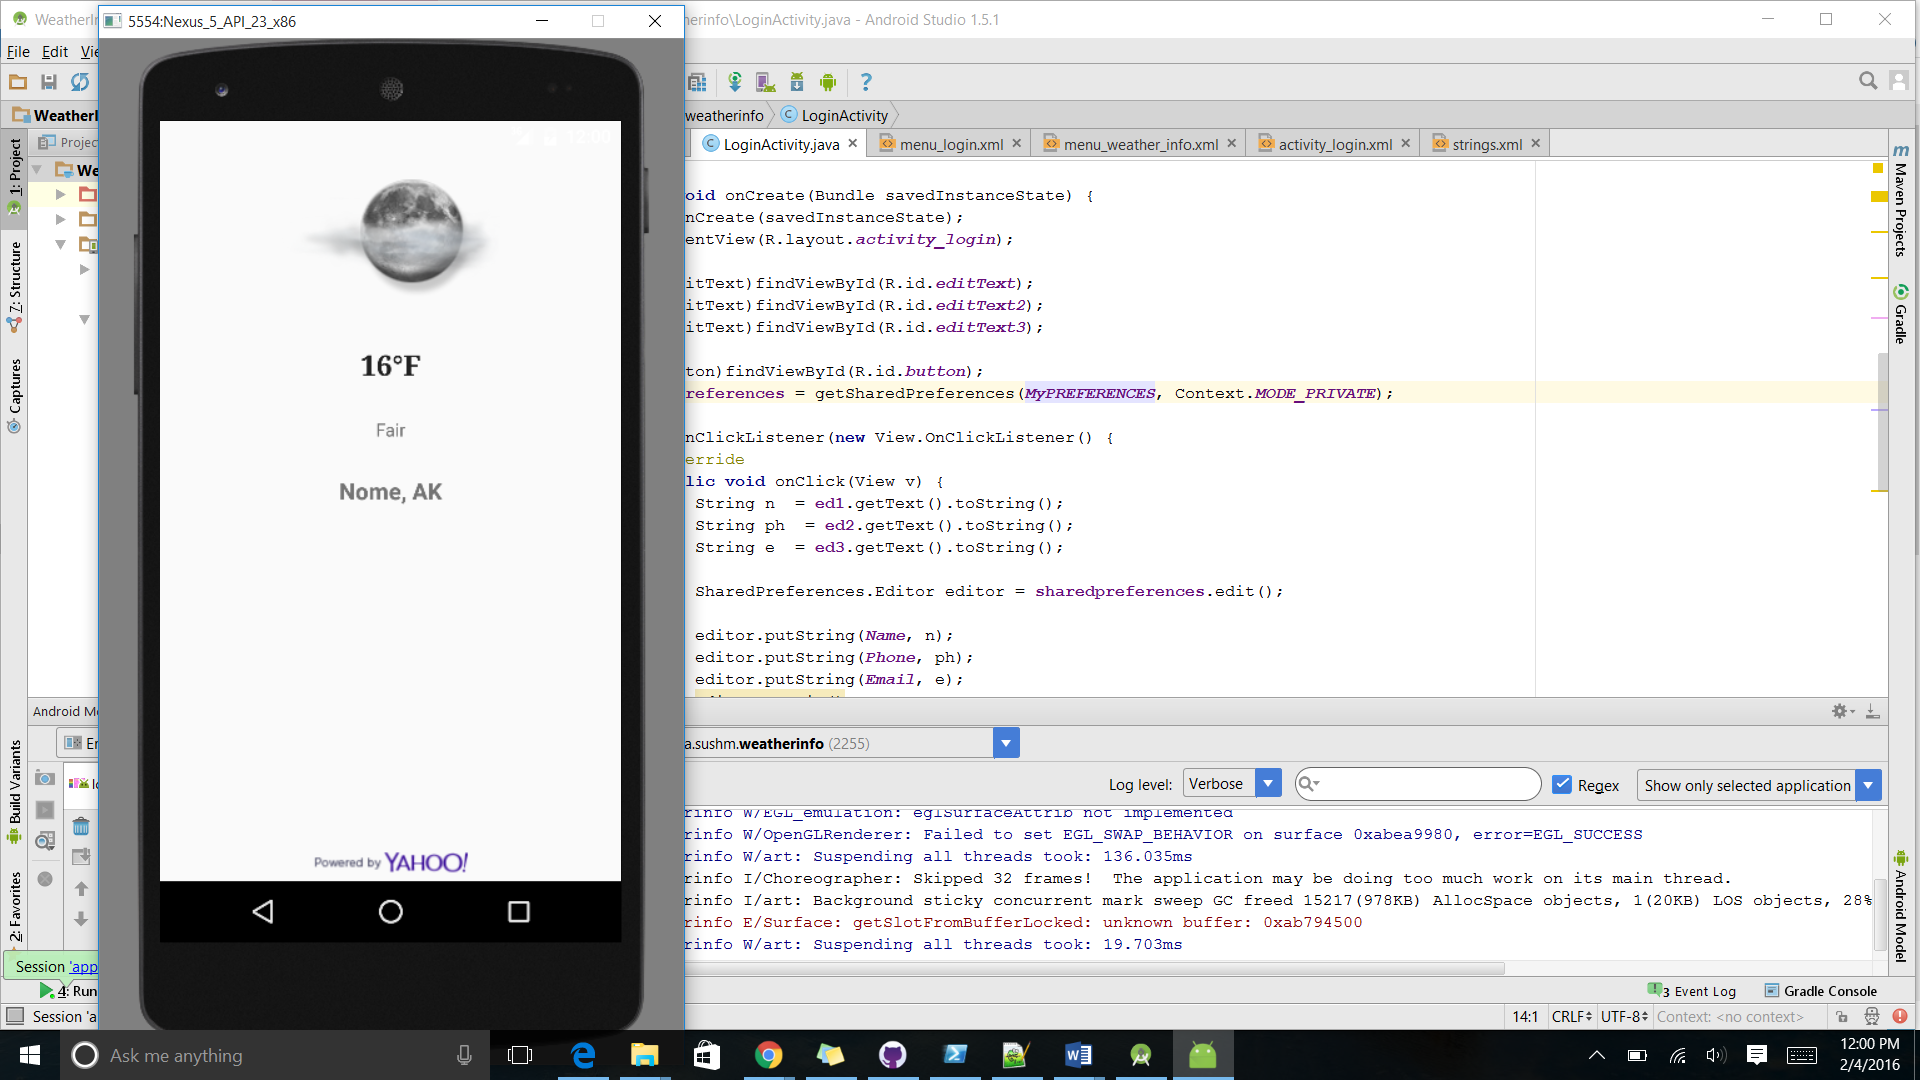 5554:Nexus_5_API_23_x86
erinfo\LoginActivity.java - Android Studio 1.5.1
File Edit
WeatherI
weatherinfo
LoginActivity
LoginActivity.java
menu_login.xml
menu_weather_info.xml
activity_login.xml
strings.xml
1: Project
7: Structure
Captures
Build Variants
2: Favorites
Maven Projects
Gradle
Android Model
16°F
Fair
Nome, AK
Powered by YAHOO!
oid onCreate(Bundle savedInstanceState) {
nCreate(savedInstanceState);
entView(R.layout.activity_login);
itText)findViewById(R.id.editText);
itText)findViewById(R.id.editText2);
itText)findViewById(R.id.editText3);
ton)findViewById(R.id.button);
references = getSharedPreferences(MyPREFERENCES, Context.MODE_PRIVATE);
nClickListener(new View.OnClickListener() {
erride
lic void onClick(View v) {
String n  = ed1.getText().toString();
String ph  = ed2.getText().toString();
String e  = ed3.getText().toString();
SharedPreferences.Editor editor = sharedpreferences.edit();
editor.putString(Name, n);
editor.putString(Phone, ph);
editor.putString(Email, e);
a.sushm.weatherinfo (2255)
Log level: Verbose
Regex
Show only selected application
rinfo W/EGL_emulation: eglSurfaceAttrib not implemented
rinfo W/OpenGLRenderer: Failed to set EGL_SWAP_BEHAVIOR on surface 0xabea9980, error=EGL_SUCCESS
rinfo W/art: Suspending all threads took: 136.035ms
rinfo I/Choreographer: Skipped 32 frames!  The application may be doing too much work on its main thread.
rinfo I/art: Background sticky concurrent mark sweep GC freed 15217(978KB) AllocSpace objects, 1(20KB) LOS objects, 28%
rinfo E/Surface: getSlotFromBufferLocked: unknown buffer: 0xab794500
rinfo W/art: Suspending all threads took: 19.703ms
Session 'app
4: Run
3 Event Log
Gradle Console
Session 'a
14:1 CRLF UTF-8 Context: <no context>
Ask me anything
12:00 PM
2/4/2016